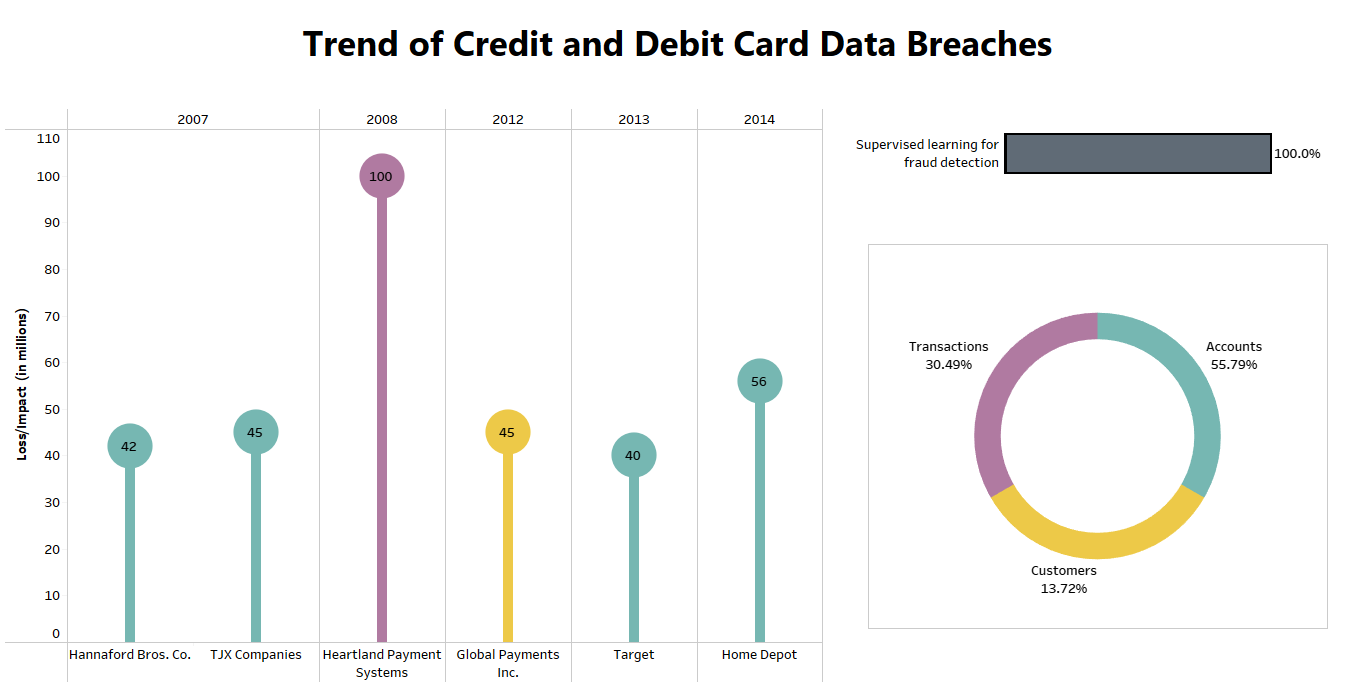 Trend of Credit and Debit Card Data Breaches
2007
2008
2012
2013
2014
Loss/Impact (in millions)
110
100
90
80
70
60
50
40
30
20
10
0
42
45
100
45
40
56
Hannaford Bros. Co.
TJX Companies
Heartland Payment
Systems
Global Payments
Inc.
Target
Home Depot
Supervised learning for
fraud detection
100.0%
Transactions
30.49%
Accounts
55.79%
Customers
13.72%